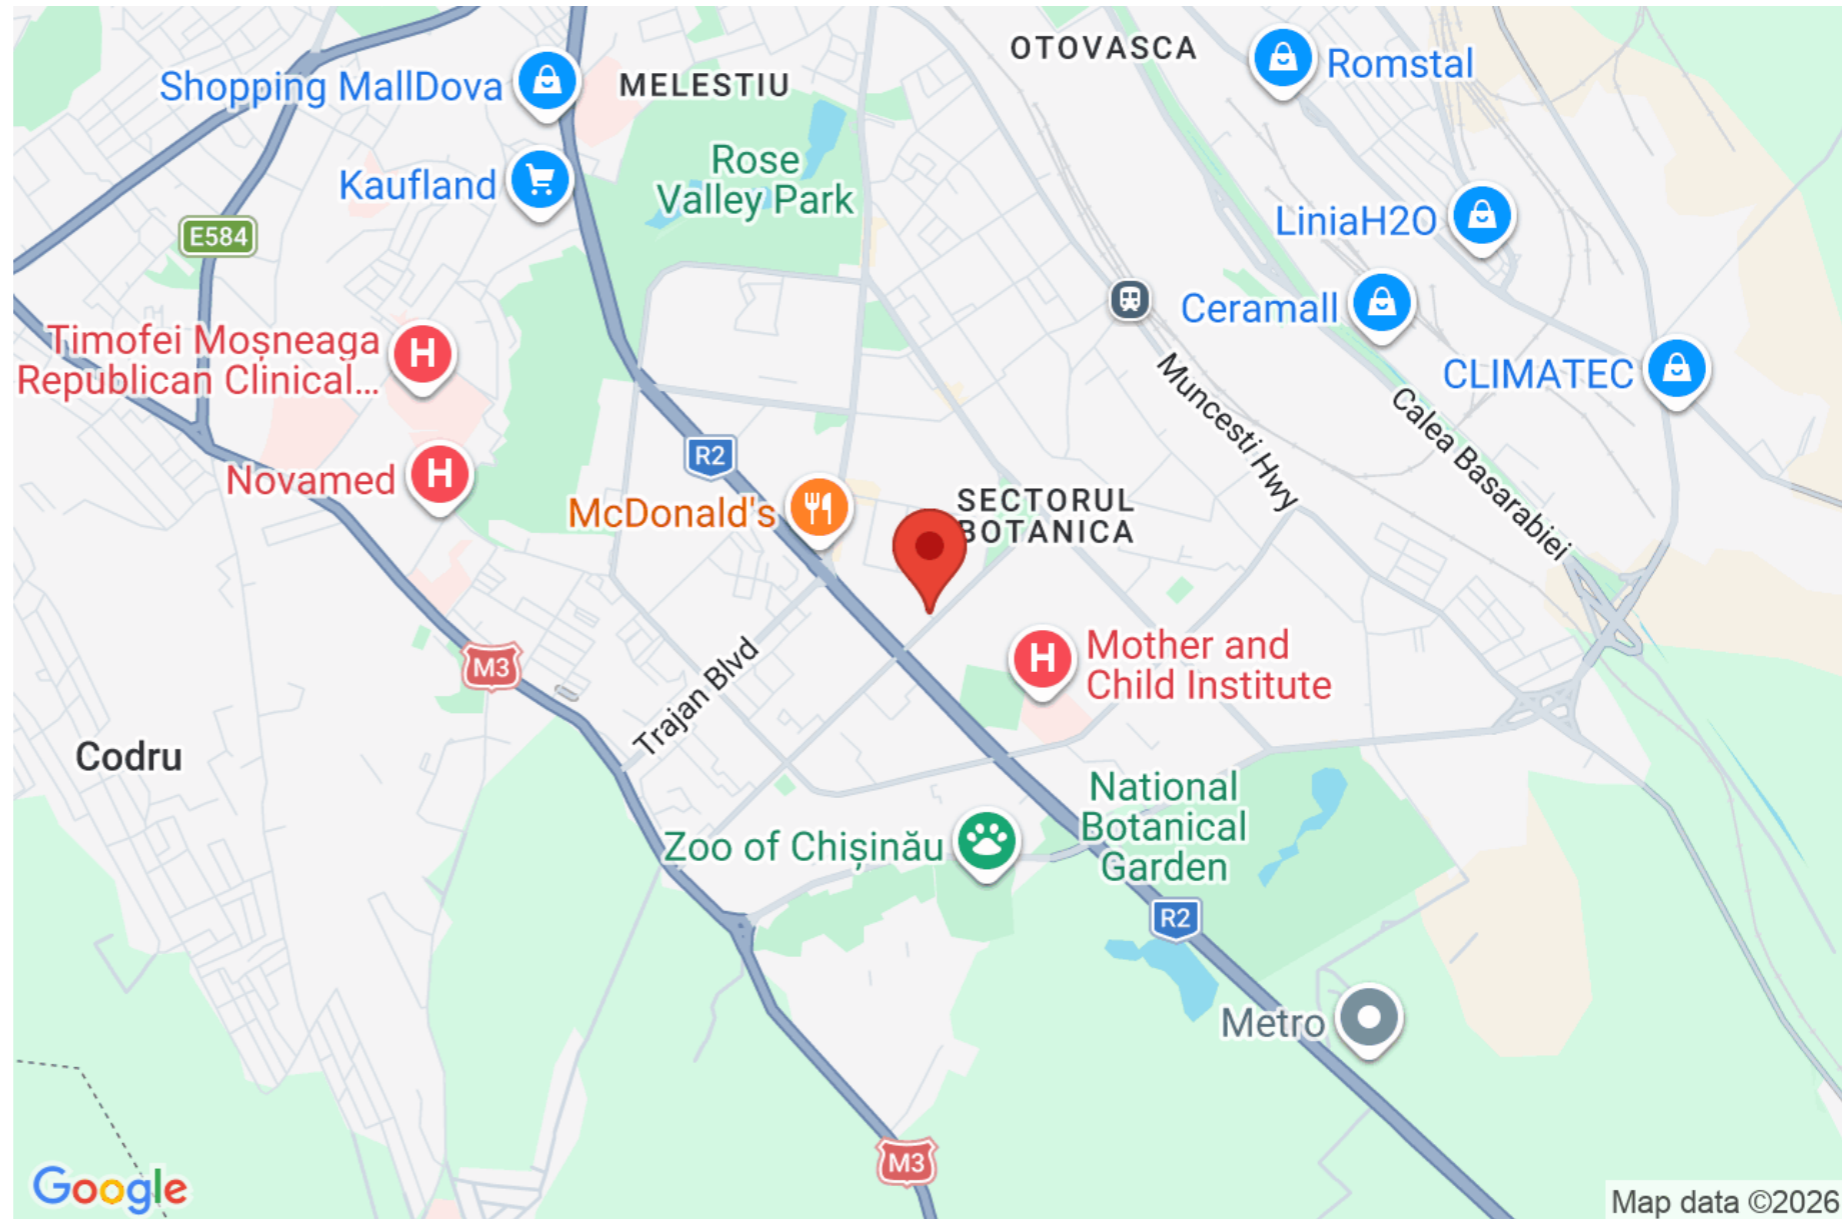 OTOVASCA
Romstal
Shopping MallDova
MELESTIU
Rose
Valley Park
Kaufland
LiniaH2O
E584
Ceramall
Timofei Moșneaga
Republican Clinical...
CLIMATEC
Muncesti Hwy
Calea Basarabiei
R2
Novamed
McDonald's
SECTORUL
BOTANICA
Mother and
Child Institute
M3
Trajan Blvd
Codru
National
Botanical
Garden
Zoo of Chișinău
R2
Metro
M3
Google
Map data ©2026